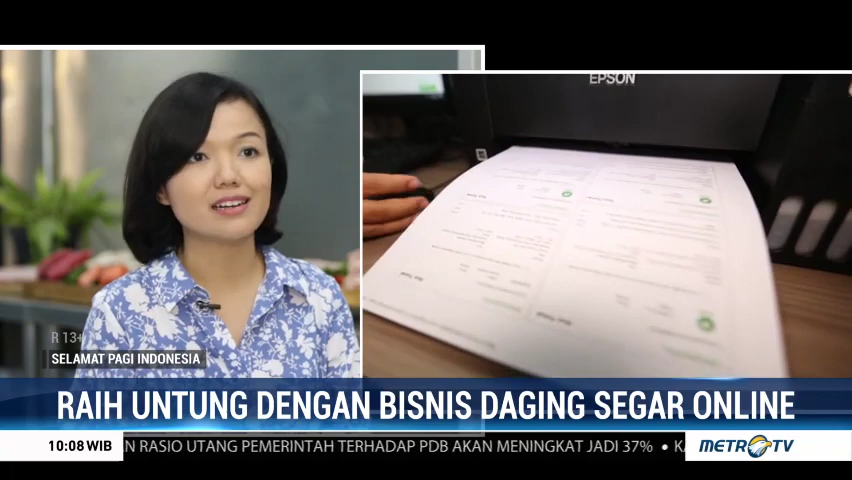 EPSON
R 13+
SELAMAT PAGI INDONESIA
RAIH UNTUNG DENGAN BISNIS DAGING SEGAR ONLINE
10:08 WIB
RASIO UTANG PEMERINTAH TERHADAP PDB AKAN MENINGKAT JADI 37% •
METRO TV